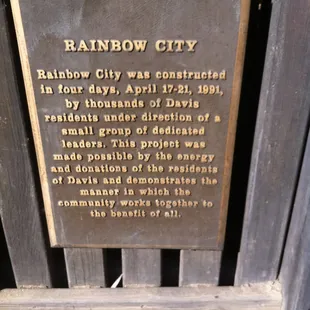 RAINBOW CITY
Rainbow City was constructed
in four days, April 17-21, 1991,
by thousands of Davis
residents under direction of a
small group of dedicated
leaders. This project was
made possible by the energy
and donations of the residents
of Davis and demonstrates the
manner in which the
community works together to
the benefit of all.